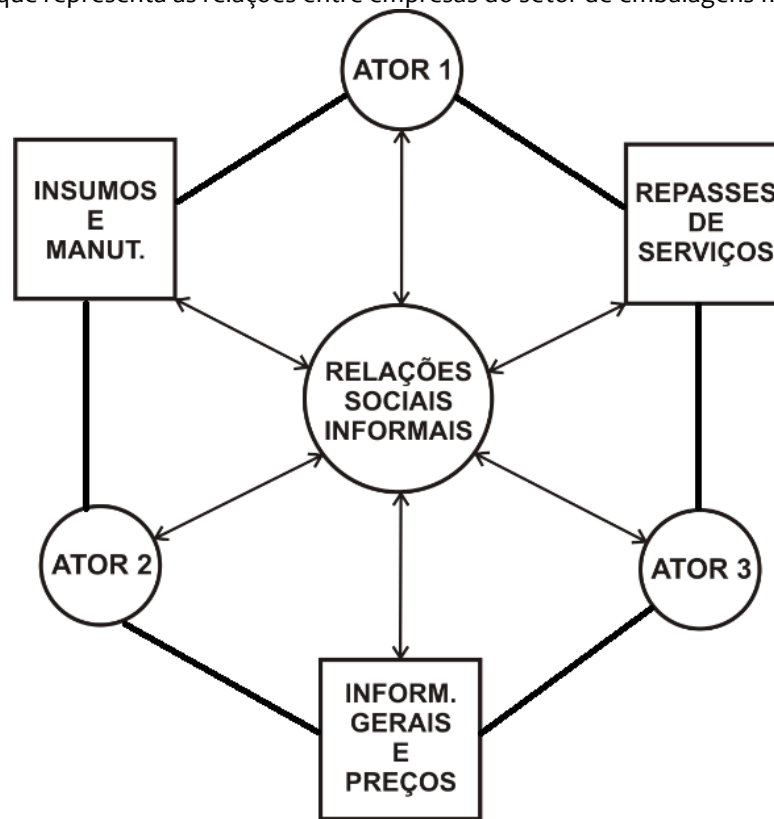 que representa as relações entre empresas do setor de embalagens
ATOR 1
INSUMOS
E
MANUT.
REPASSES
DE
SERVIÇOS
RELAÇÕES
SOCIAIS
INFORMAIS
ATOR 2
ATOR 3
INFORM.
GERAIS
E
PREÇOS